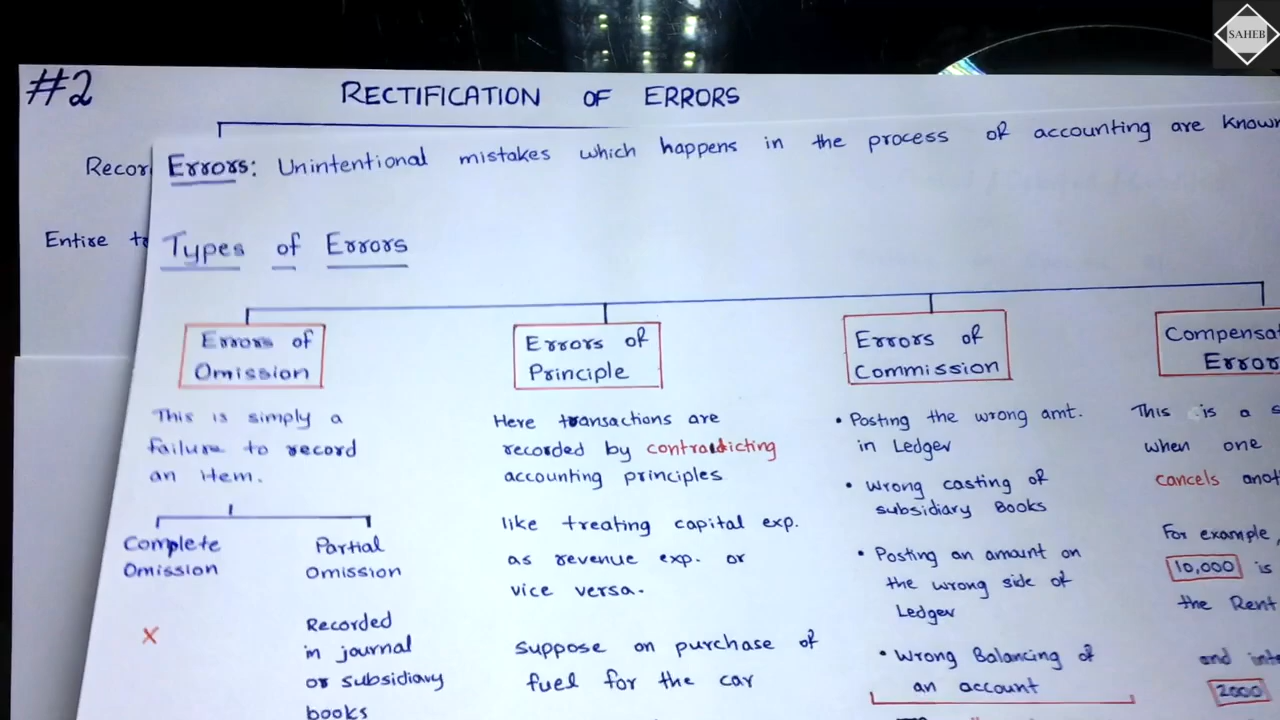 SAHEB
#2
RECTIFICATION OF ERRORS
Recor
Errors: Unintentional mistakes which happens in the process of accounting are known
Entire
Types of Errors
Errors of
Omission
This is simply a
failure to record
an item.
Complete
Omission
X
Partial
Omission
Recorded
in journal
or subsidiary
books
Errors of
Principle
Here transactions are
recorded by contradicting
accounting principles
like treating capital exp.
as revenue exp. or
vice versa.
Suppose on purchase of
fuel for the car
Errors of
Commission
• Posting the wrong amt.
in Ledger
• Wrong casting of
subsidiary Books
• Posting an amount on
the wrong side of
Ledger
• Wrong Balancing of
an account
Compensa
Error
This is a s
when one
cancels anot
For example,
10,000 is
the Rent
and inte
2000